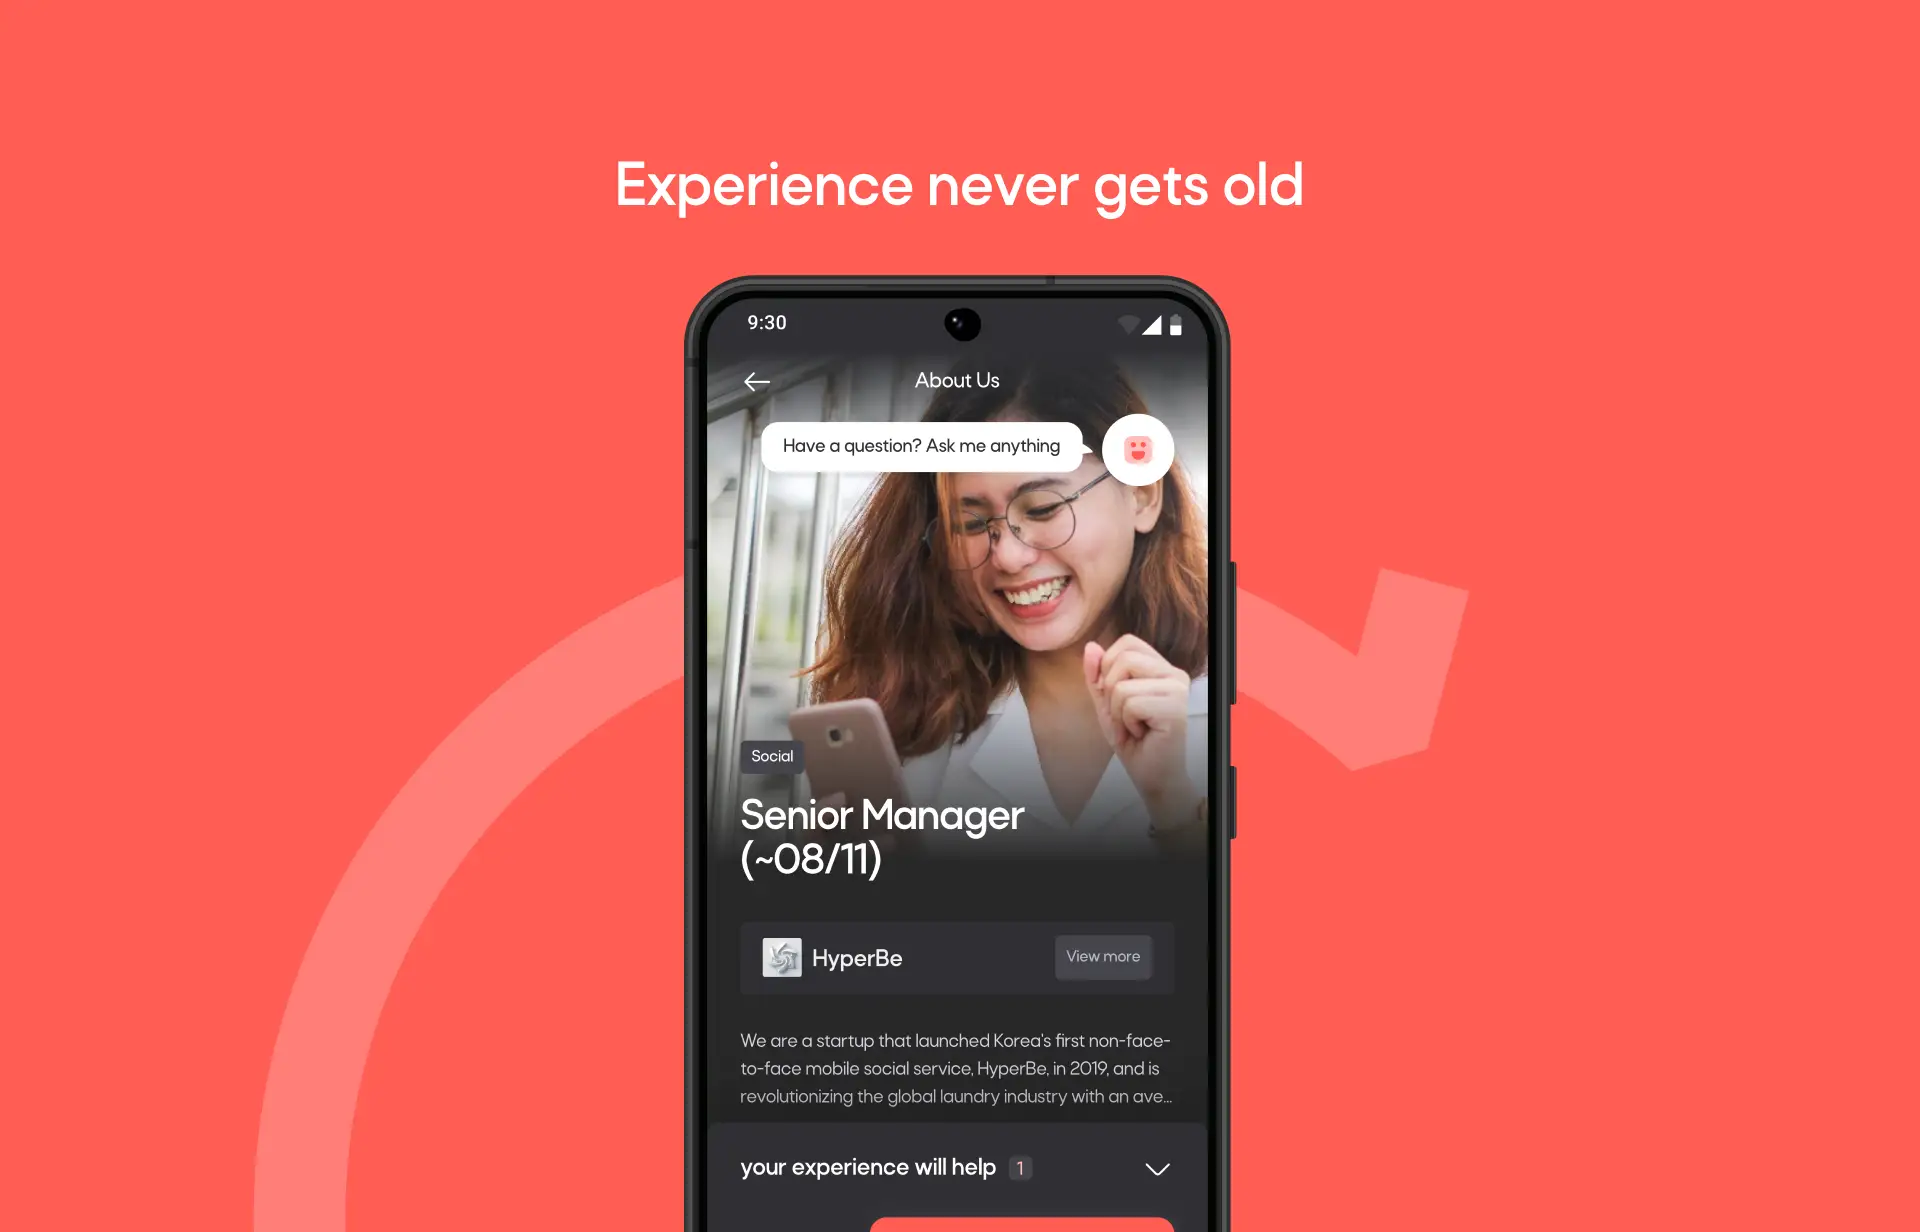 Experience never gets old
9:30
About Us
Have a question? Ask me anything
Social
Senior Manager
(~08/11)
HyperBe
View more
We are a startup that launched Korea's first non-face-
to-face mobile social service, HyperBe, in 2019, and is
revolutionizing the global laundry industry with an ave...
your experience will help 1